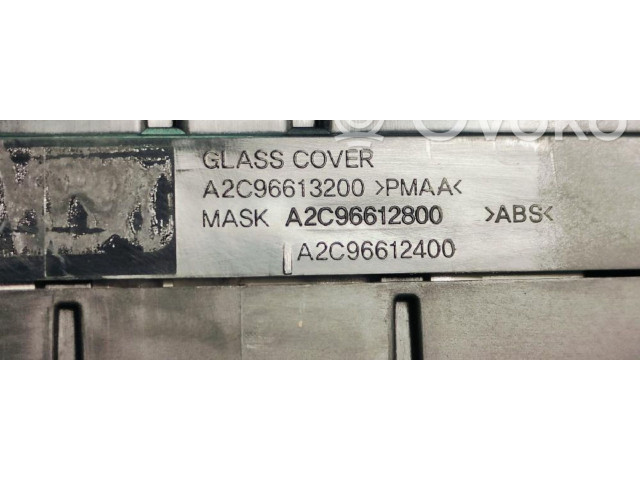 GLASS COVER
A2C96613200 >PMAA<
MASK A2C96612800 >ABS<
A2C96612400